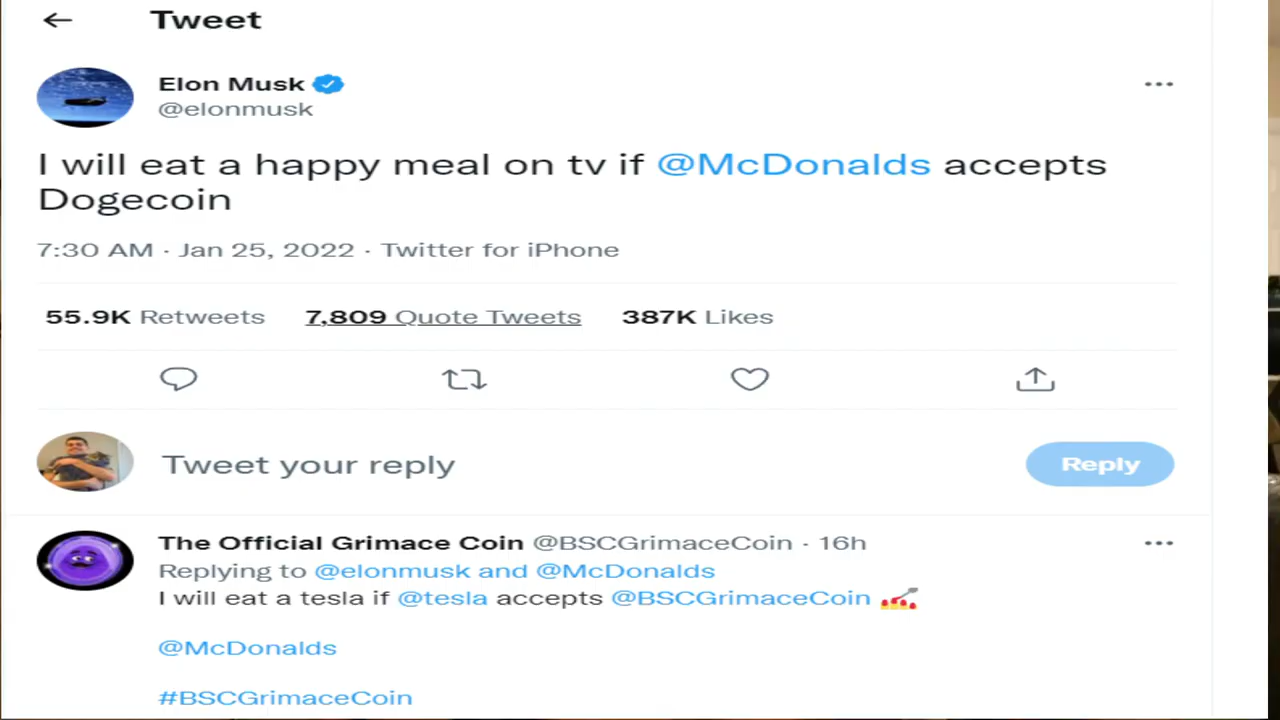 Tweet
Elon Musk
@elonmusk
I will eat a happy meal on tv if @McDonalds accepts
Dogecoin
7:30 AM · Jan 25, 2022 · Twitter for iPhone
55.9K Retweets 7,809 Quote Tweets 387K Likes
Tweet your reply
Reply
The Official Grimace Coin @BSCGrimaceCoin · 16h
Replying to @elonmusk and @McDonalds
I will eat a tesla if @tesla accepts @BSCGrimaceCoin
@McDonalds
#BSCGrimaceCoin